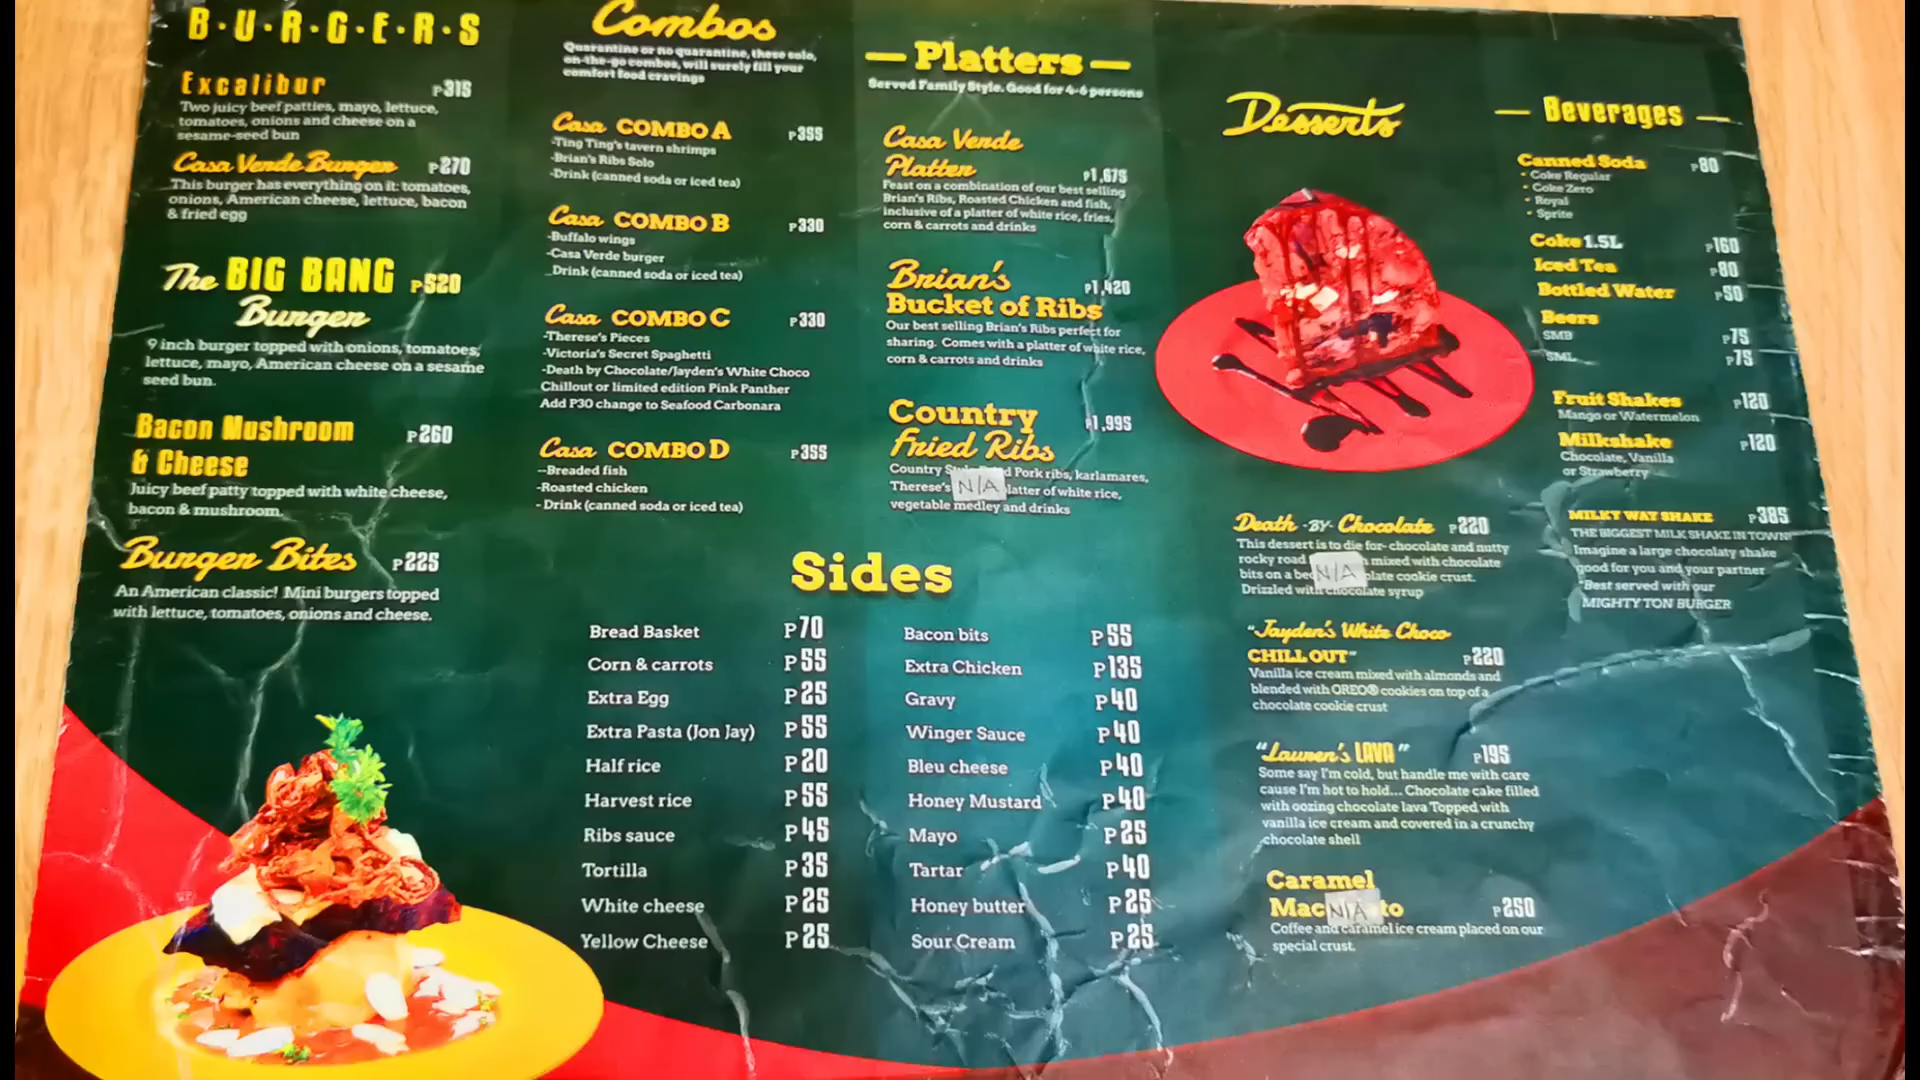 B·U·R·G·E·R·S
Excalibur P315
Two juicy beef patties, mayo, lettuce,
tomatoes, onions and cheese on a
sesame-seed bun
Casa Verde Burger P270
This burger has everything on it: tomatoes,
onions, American cheese, lettuce, bacon
& fried egg
The BIG BANG P520
Burger
9 inch burger topped with onions, tomatoes,
lettuce, mayo, American cheese on a sesame
seed bun.
Bacon Mushroom P260
& Cheese
Juicy beef patty topped with white cheese,
bacon & mushroom.
Burger Bites P225
An American classic! Mini burgers topped
with lettuce, tomatoes, onions and cheese.
Combos
Quarantine or no quarantine, these solo,
on-the-go combos, will surely fill your
comfort food cravings
Casa COMBO A P395
-Ting Ting's tavern shrimps
-Brian's Ribs Solo
-Drink (canned soda or iced tea)
Casa COMBO B P330
-Buffalo wings
-Casa Verde burger
_Drink (canned soda or iced tea)
Casa COMBO C P330
-Therese's Pieces
-Victoria's Secret Spaghetti
-Death by Chocolate/Jayden's White Choco
Chillout or limited edition Pink Panther
Add P30 change to Seafood Carbonara
Casa COMBO D P355
--Breaded fish
-Roasted chicken
- Drink (canned soda or iced tea)
— Platters —
Served Family Style. Good for 4-6 persons
Casa Verde
Platter P1,675
Feast on a combination of our best selling
Brian's Ribs, Roasted Chicken and fish,
inclusive of a platter of white rice, fries,
corn & carrots and drinks
Brian's P1,420
Bucket of Ribs
Our best selling Brian's Ribs perfect for
sharing. Comes with a platter of white rice,
corn & carrots and drinks
Country P1,995
Fried Ribs
Country Pork ribs, karlamares,
Therese's N/A platter of white rice,
vegetable medley and drinks
Sides
Bread Basket P70
Corn & carrots P55
Extra Egg P25
Extra Pasta (Jon Jay) P55
Half rice P20
Harvest rice P55
Ribs sauce P45
Tortilla P35
White cheese P25
Yellow Cheese P25
Bacon bits P55
Extra Chicken P135
Gravy P40
Winger Sauce P40
Bleu cheese P40
Honey Mustard P40
Mayo P25
Tartar P40
Honey butter P25
Sour Cream P25
Desserts
Death -BY- Chocolate P220
This dessert is to die for- chocolate and nutty
rocky road mixed with chocolate
bits on a bed N/A cookie crust.
Drizzled with chocolate syrup
"Jayden's White Choco
CHILL OUT" P220
Vanilla ice cream mixed with almonds and
blended with OREO® cookies on top of a
chocolate cookie crust
"Lauren's LAVA" P195
Some say I'm cold, but handle me with care
cause I'm hot to hold... Chocolate cake filled
with oozing chocolate lava Topped with
vanilla ice cream and covered in a crunchy
chocolate shell
Caramel
N/A P250
Coffee and caramel ice cream placed on our
special crust.
— Beverages —
Canned Soda P80
• Coke Regular
• Coke Zero
• Royal
• Sprite
Coke 1.5L P160
Iced Tea P80
Bottled Water P50
Beers
SMB P75
SML P75
Fruit Shakes P120
Mango or Watermelon
Milkshake P120
Chocolate, Vanilla
or Strawberry
MILKY WAY SHAKE P385
THE BIGGEST MILK SHAKE IN TOWN!
Imagine a large chocolaty shake
good for you and your partner
*Best served with our
MIGHTY TON BURGER